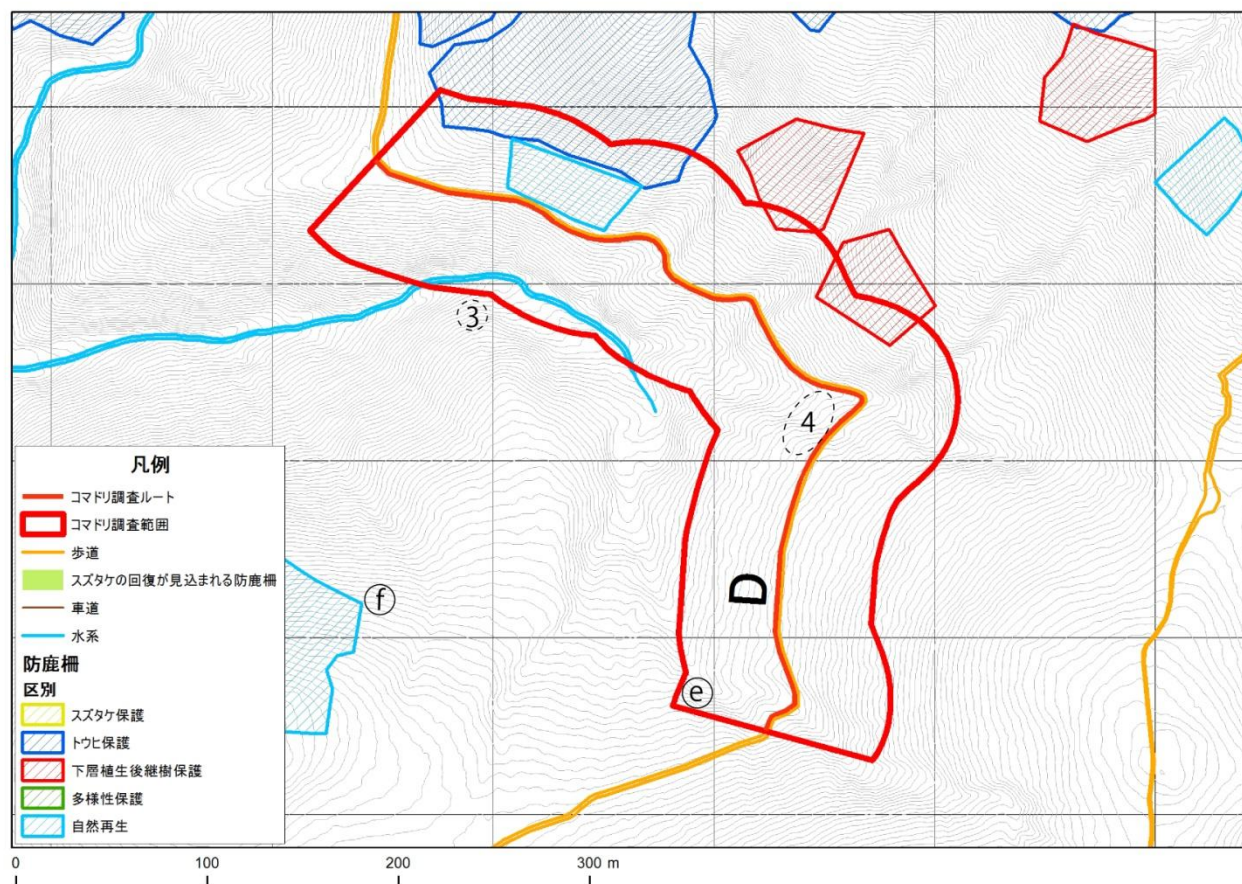 3
4
D
f
e
凡例
コマドリ調査ルート
コマドリ調査範囲
歩道
スズタケの回復が見込まれる防鹿柵
車道
水系
防鹿柵
区別
スズタケ保護
トウヒ保護
下層植生後継樹保護
多様性保護
自然再生
0 100 200 300 m